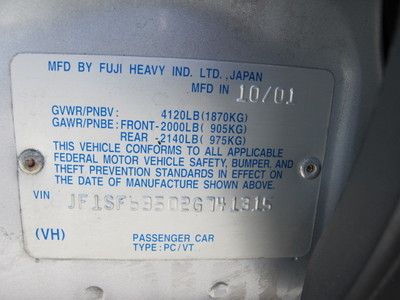 MFD BY FUJI HEAVY IND. LTD., JAPAN
MFD IN 10/01
GVWR/PNBV: 4120LB(1870KG)
GAWR/PNBE: FRONT-2000LB( 905KG)
REAR -2140LB( 975KG)
THIS VEHICLE CONFORMS TO ALL APPLICABLE
FEDERAL MOTOR VEHICLE SAFETY, BUMPER, AND
THEFT PREVENTION STANDARDS IN EFFECT ON
THE DATE OF MANUFACTURE SHOWN ABOVE.
VIN
(VH) PASSENGER CAR
TYPE: PC/VT